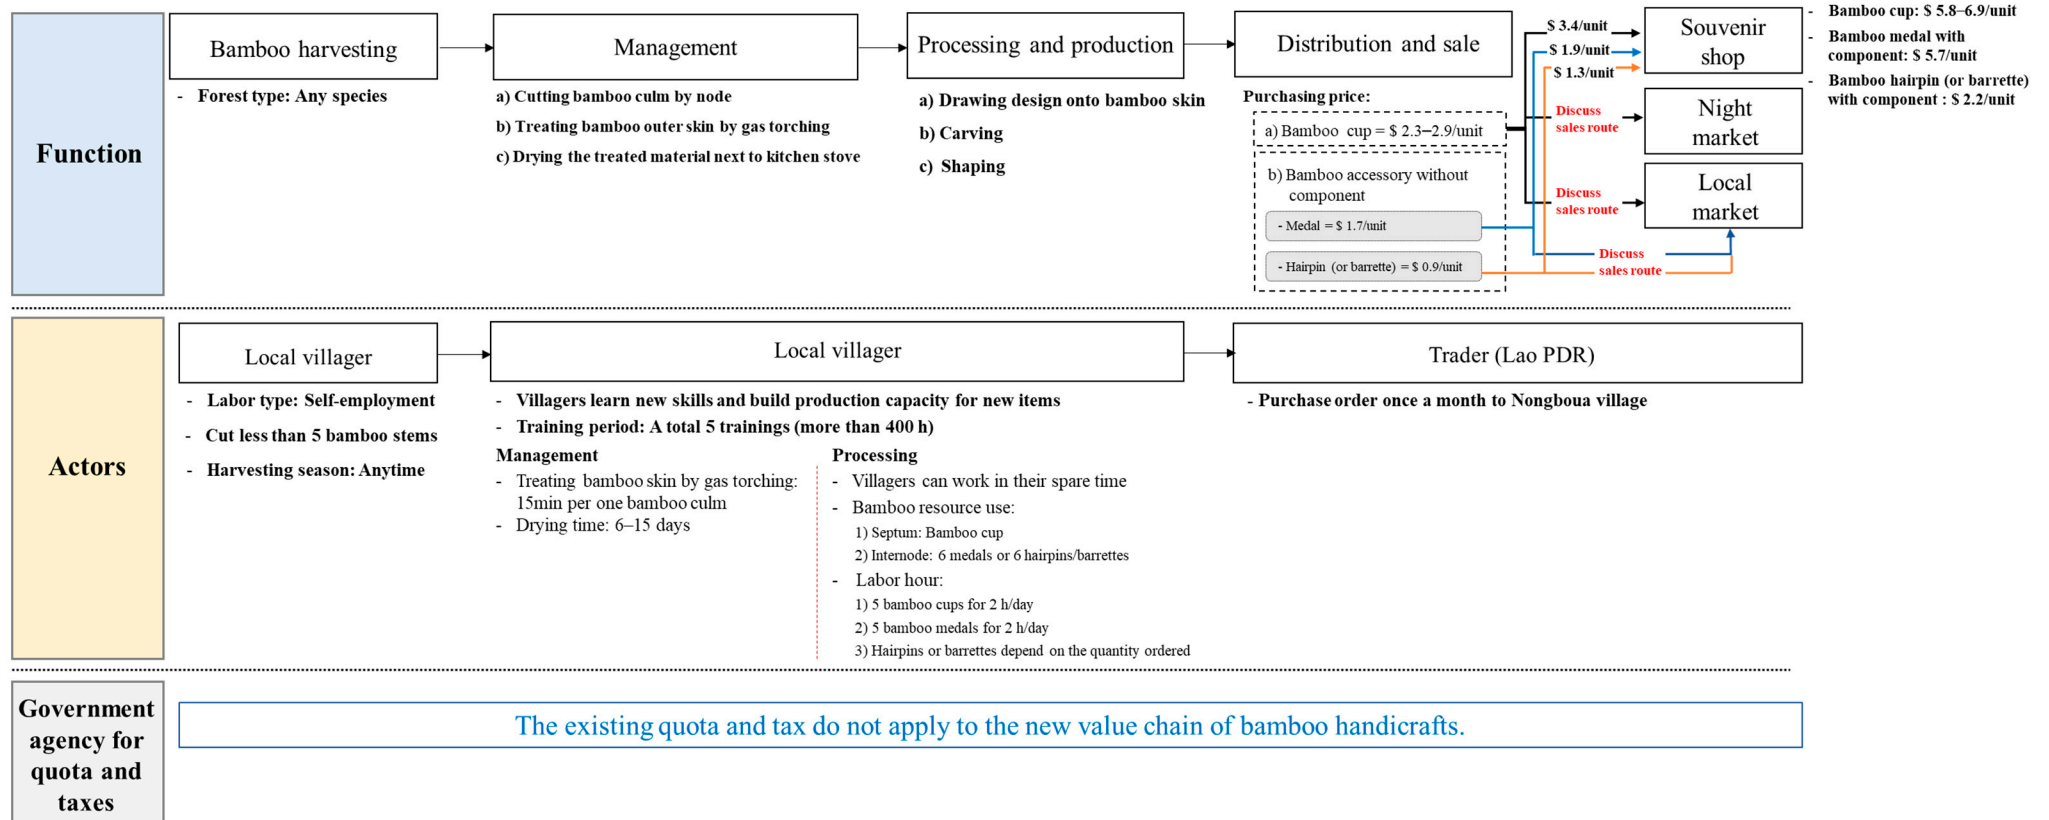 Function
Bamboo harvesting
- Forest type: Any species
Management
a) Cutting bamboo culm by node
b) Treating bamboo outer skin by gas torching
c) Drying the treated material next to kitchen stove
Processing and production
a) Drawing design onto bamboo skin
b) Carving
c) Shaping
Distribution and sale
Purchasing price:
a) Bamboo cup = $ 2.3–2.9/unit
b) Bamboo accessory without
component
- Medal = $ 1.7/unit
- Hairpin (or barrette) = $ 0.9/unit
$ 3.4/unit
$ 1.9/unit
$ 1.3/unit
Discuss
sales route
Discuss
sales route
Discuss
sales route
Souvenir
shop
Night
market
Local
market
- Bamboo cup: $ 5.8–6.9/unit
- Bamboo medal with
component: $ 5.7/unit
- Bamboo hairpin (or barrette)
with component : $ 2.2/unit
Actors
Local villager
- Labor type: Self-employment
- Cut less than 5 bamboo stems
- Harvesting season: Anytime
Local villager
- Villagers learn new skills and build production capacity for new items
- Training period: A total 5 trainings (more than 400 h)
Management
- Treating bamboo skin by gas torching:
15min per one bamboo culm
- Drying time: 6–15 days
Processing
- Villagers can work in their spare time
- Bamboo resource use:
1) Septum: Bamboo cup
2) Internode: 6 medals or 6 hairpins/barrettes
- Labor hour:
1) 5 bamboo cups for 2 h/day
2) 5 bamboo medals for 2 h/day
3) Hairpins or barrettes depend on the quantity ordered
Trader (Lao PDR)
- Purchase order once a month to Nongboua village
Government
agency for
quota and
taxes
The existing quota and tax do not apply to the new value chain of bamboo handicrafts.